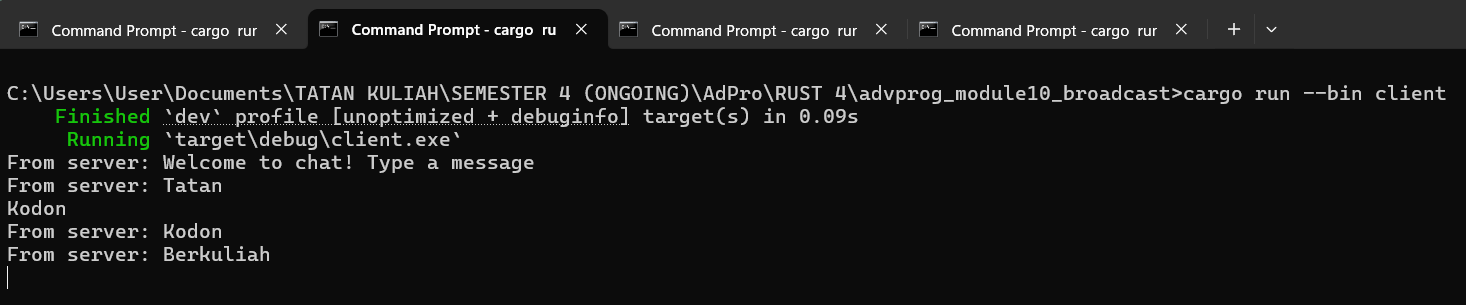 Command Prompt - cargo rur
Command Prompt - cargo ru
Command Prompt - cargo rur
Command Prompt - cargo rur
C:\Users\User\Documents\TATAN KULIAH\SEMESTER 4 (ONGOING)\AdPro\RUST 4\advprog_module10_broadcast>cargo run --bin client
Finished `dev` profile [unoptimized + debuginfo] target(s) in 0.09s
Running `target\debug\client.exe`
From server: Welcome to chat! Type a message
From server: Tatan
Kodon
From server: Kodon
From server: Berkuliah